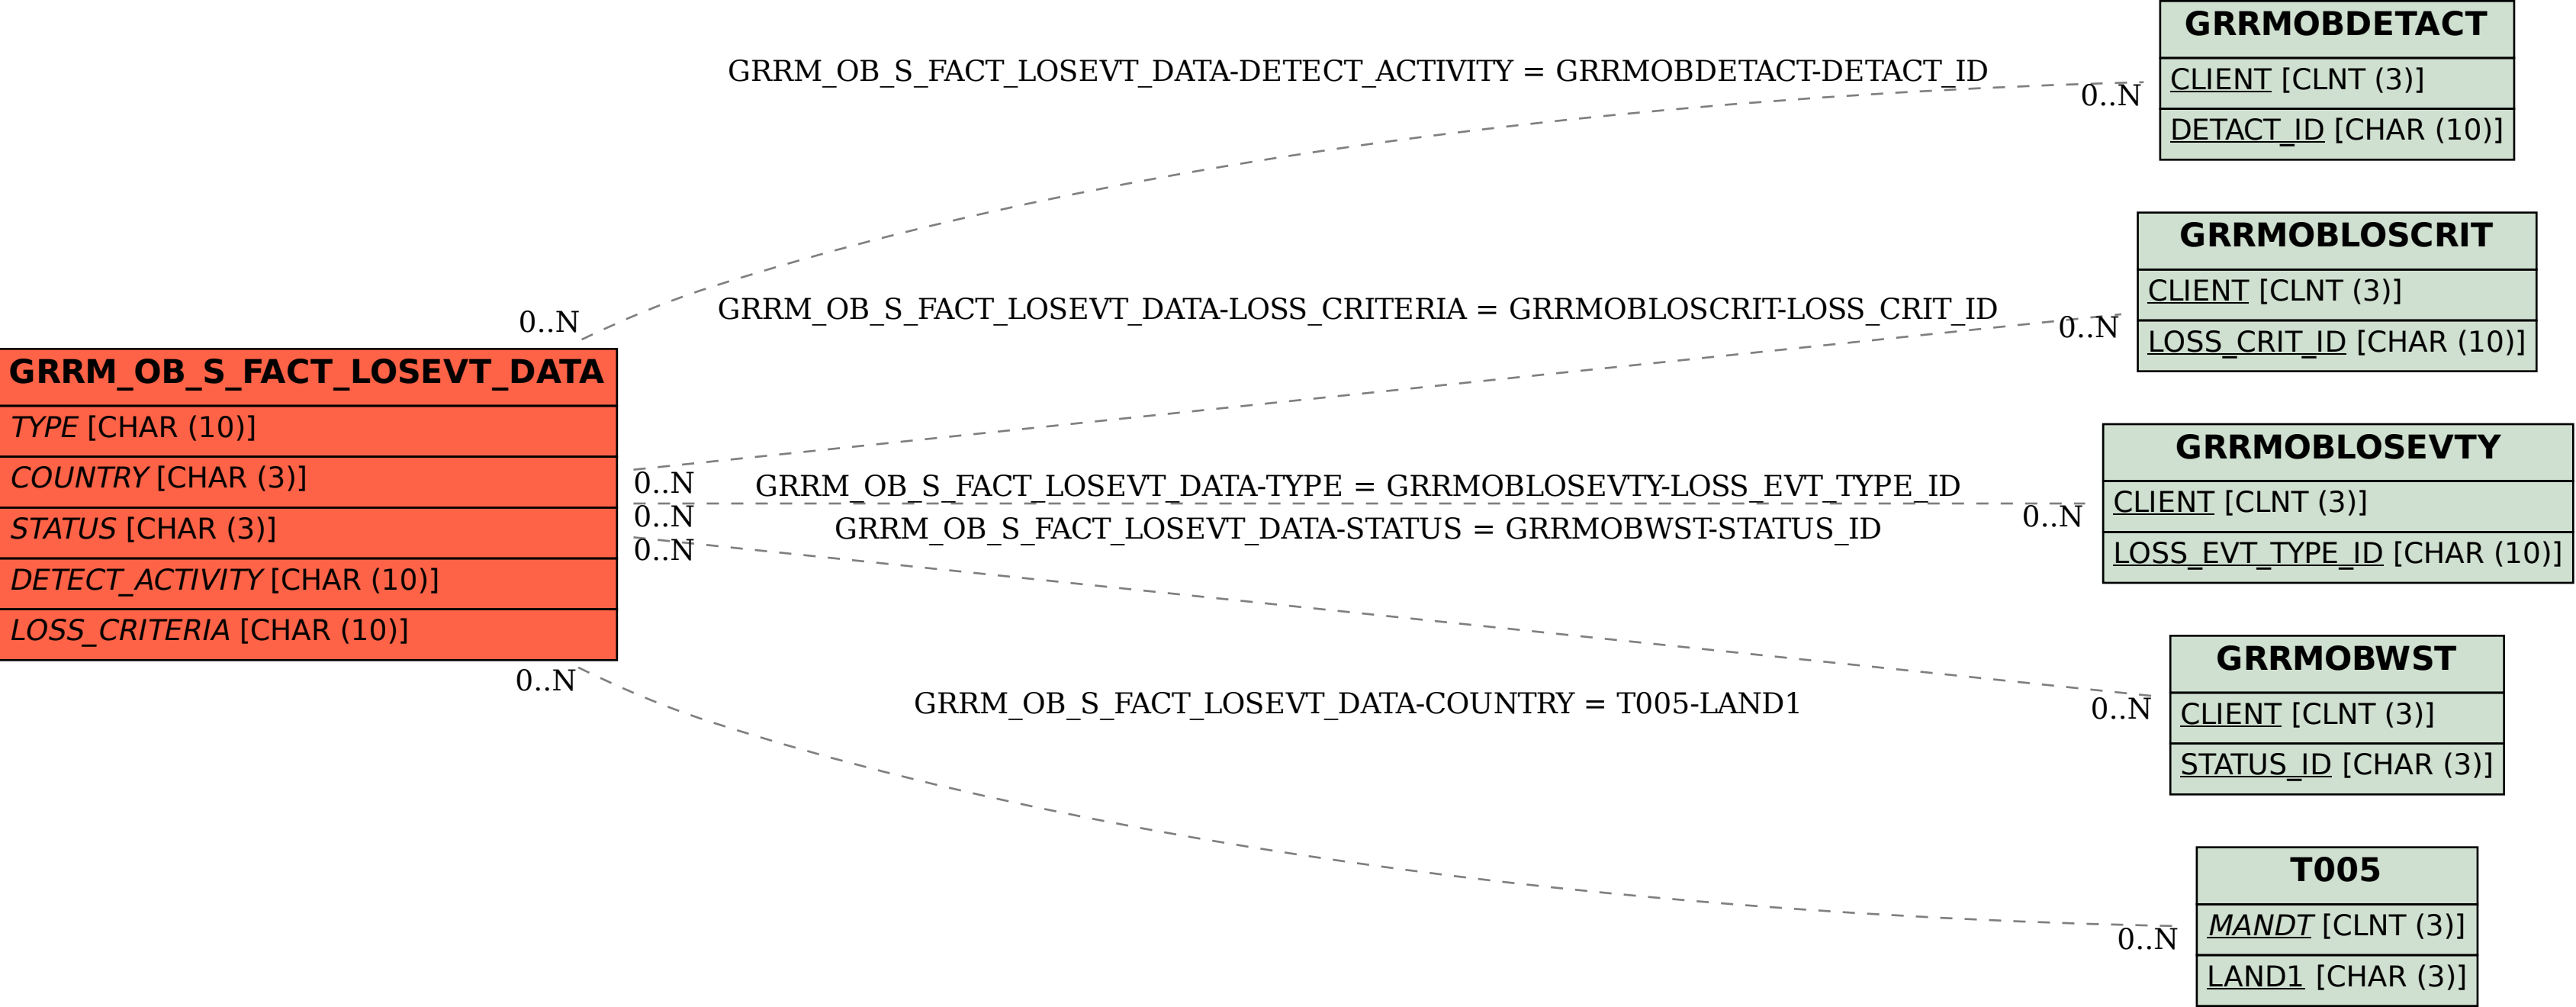 GRRMOBDETACT
CLIENT [CLNT (3)]
DETACT_ID [CHAR (10)]
GRRM_OB_S_FACT_LOSEVT_DATA-DETECT_ACTIVITY = GRRMOBDETACT-DETACT_ID
0..N
0..N
GRRMOBLOSCRIT
CLIENT [CLNT (3)]
LOSS_CRIT_ID [CHAR (10)]
GRRM_OB_S_FACT_LOSEVT_DATA-LOSS_CRITERIA = GRRMOBLOSCRIT-LOSS_CRIT_ID
0..N
0..N
GRRM_OB_S_FACT_LOSEVT_DATA
TYPE [CHAR (10)]
COUNTRY [CHAR (3)]
STATUS [CHAR (3)]
DETECT_ACTIVITY [CHAR (10)]
LOSS_CRITERIA [CHAR (10)]
GRRM_OB_S_FACT_LOSEVT_DATA-TYPE = GRRMOBLOSEVTY-LOSS_EVT_TYPE_ID
0..N
0..N
GRRMOBLOSEVTY
CLIENT [CLNT (3)]
LOSS_EVT_TYPE_ID [CHAR (10)]
GRRM_OB_S_FACT_LOSEVT_DATA-STATUS = GRRMOBWST-STATUS_ID
0..N
0..N
GRRMOBWST
CLIENT [CLNT (3)]
STATUS_ID [CHAR (3)]
GRRM_OB_S_FACT_LOSEVT_DATA-COUNTRY = T005-LAND1
0..N
0..N
T005
MANDT [CLNT (3)]
LAND1 [CHAR (3)]